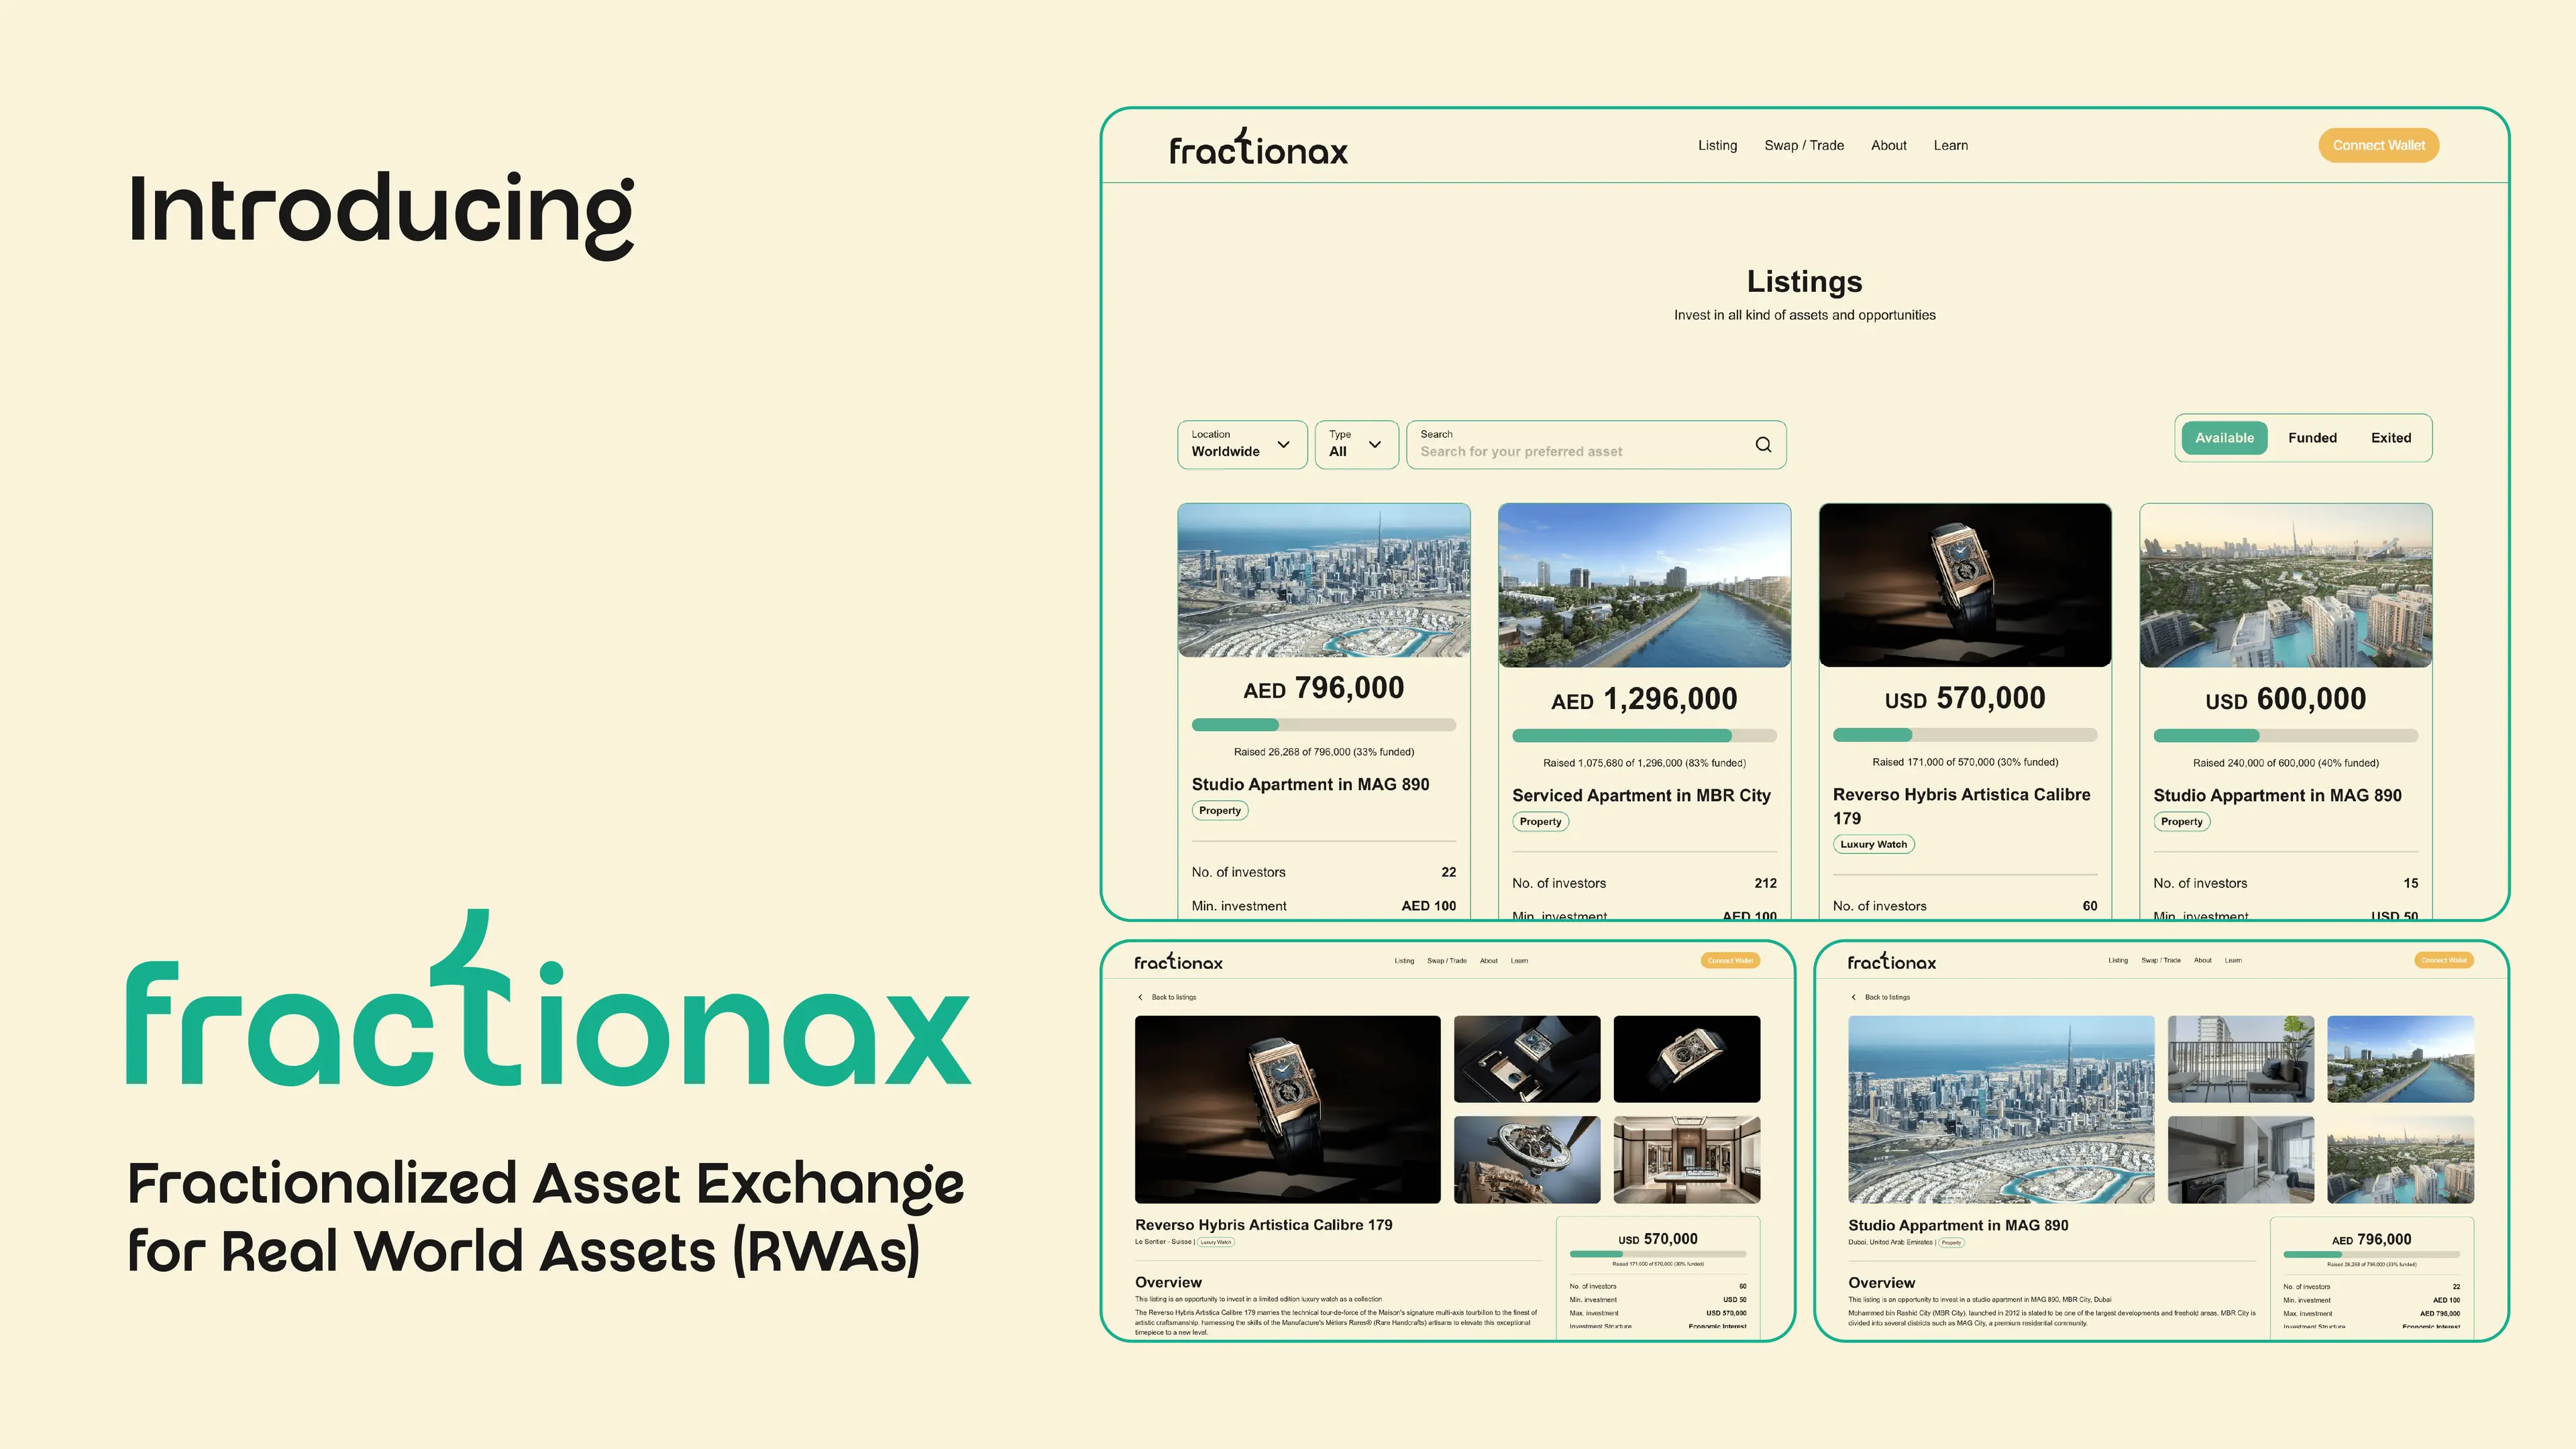 Introducing
fractionax
Fractionalized Asset Exchange
for Real World Assets (RWAs)
fractionax
Listing Swap / Trade About Learn
Connect Wallet
Listings
Invest in all kind of assets and opportunities
Location
Worldwide
Type
All
Search
Search for your preferred asset
Available Funded Exited
AED 796,000
Raised 26,268 of 796,000 (33% funded)
Studio Apartment in MAG 890
Property
No. of investors 22
Min. investment AED 100
AED 1,296,000
Raised 1,075,680 of 1,296,000 (83% funded)
Serviced Apartment in MBR City
Property
No. of investors 212
Min. investment AED 100
USD 570,000
Raised 171,000 of 570,000 (30% funded)
Reverso Hybris Artistica Calibre
179
Luxury Watch
No. of investors 60
USD 600,000
Raised 240,000 of 600,000 (40% funded)
Studio Appartment in MAG 890
Property
No. of investors 15
Min. investment USD 50
fractionax
Listing Swap / Trade About Learn
Connect Wallet
Back to listings
Reverso Hybris Artistica Calibre 179
Le Sentier - Suisse | Luxury Watch
Overview
This listing is an opportunity to invest in a limited edition luxury watch as a collection
The Reverso Hybris Artistica Calibre 179 marries the technical tour-de-force of the Maison's signature multi-axis tourbillon to the finest of
artistic craftsmanship. harnessing the skills of the Manufacture's Métiers Rares® (Rare Handcrafts) artisans to elevate this exceptional
timepiece to a new level.
USD 570,000
Raised 171,000 of 570,000 (30% funded)
No. of investors 60
Min. investment USD 50
Max. investment USD 570,000
Investment Structure Economic Interest
fractionax
Listing Swap / Trade About Learn
Connect Wallet
Back to listings
Studio Appartment in MAG 890
Dubai, United Arab Emirates | Property
Overview
This listing is an opportunity to invest in a studio apartment in MAG 890, MBR City, Dubai
Mohammed bin Rashid City (MBR City), launched in 2012 is slated to be one of the largest developments and freehold areas. MBR City is
divided into several districts such as MAG City, a premium residential community.
AED 796,000
Raised 26,268 of 796,000 (33% funded)
No. of investors 22
Min. investment AED 100
Max. investment AED 796,000
Investment Structure Economic Interest